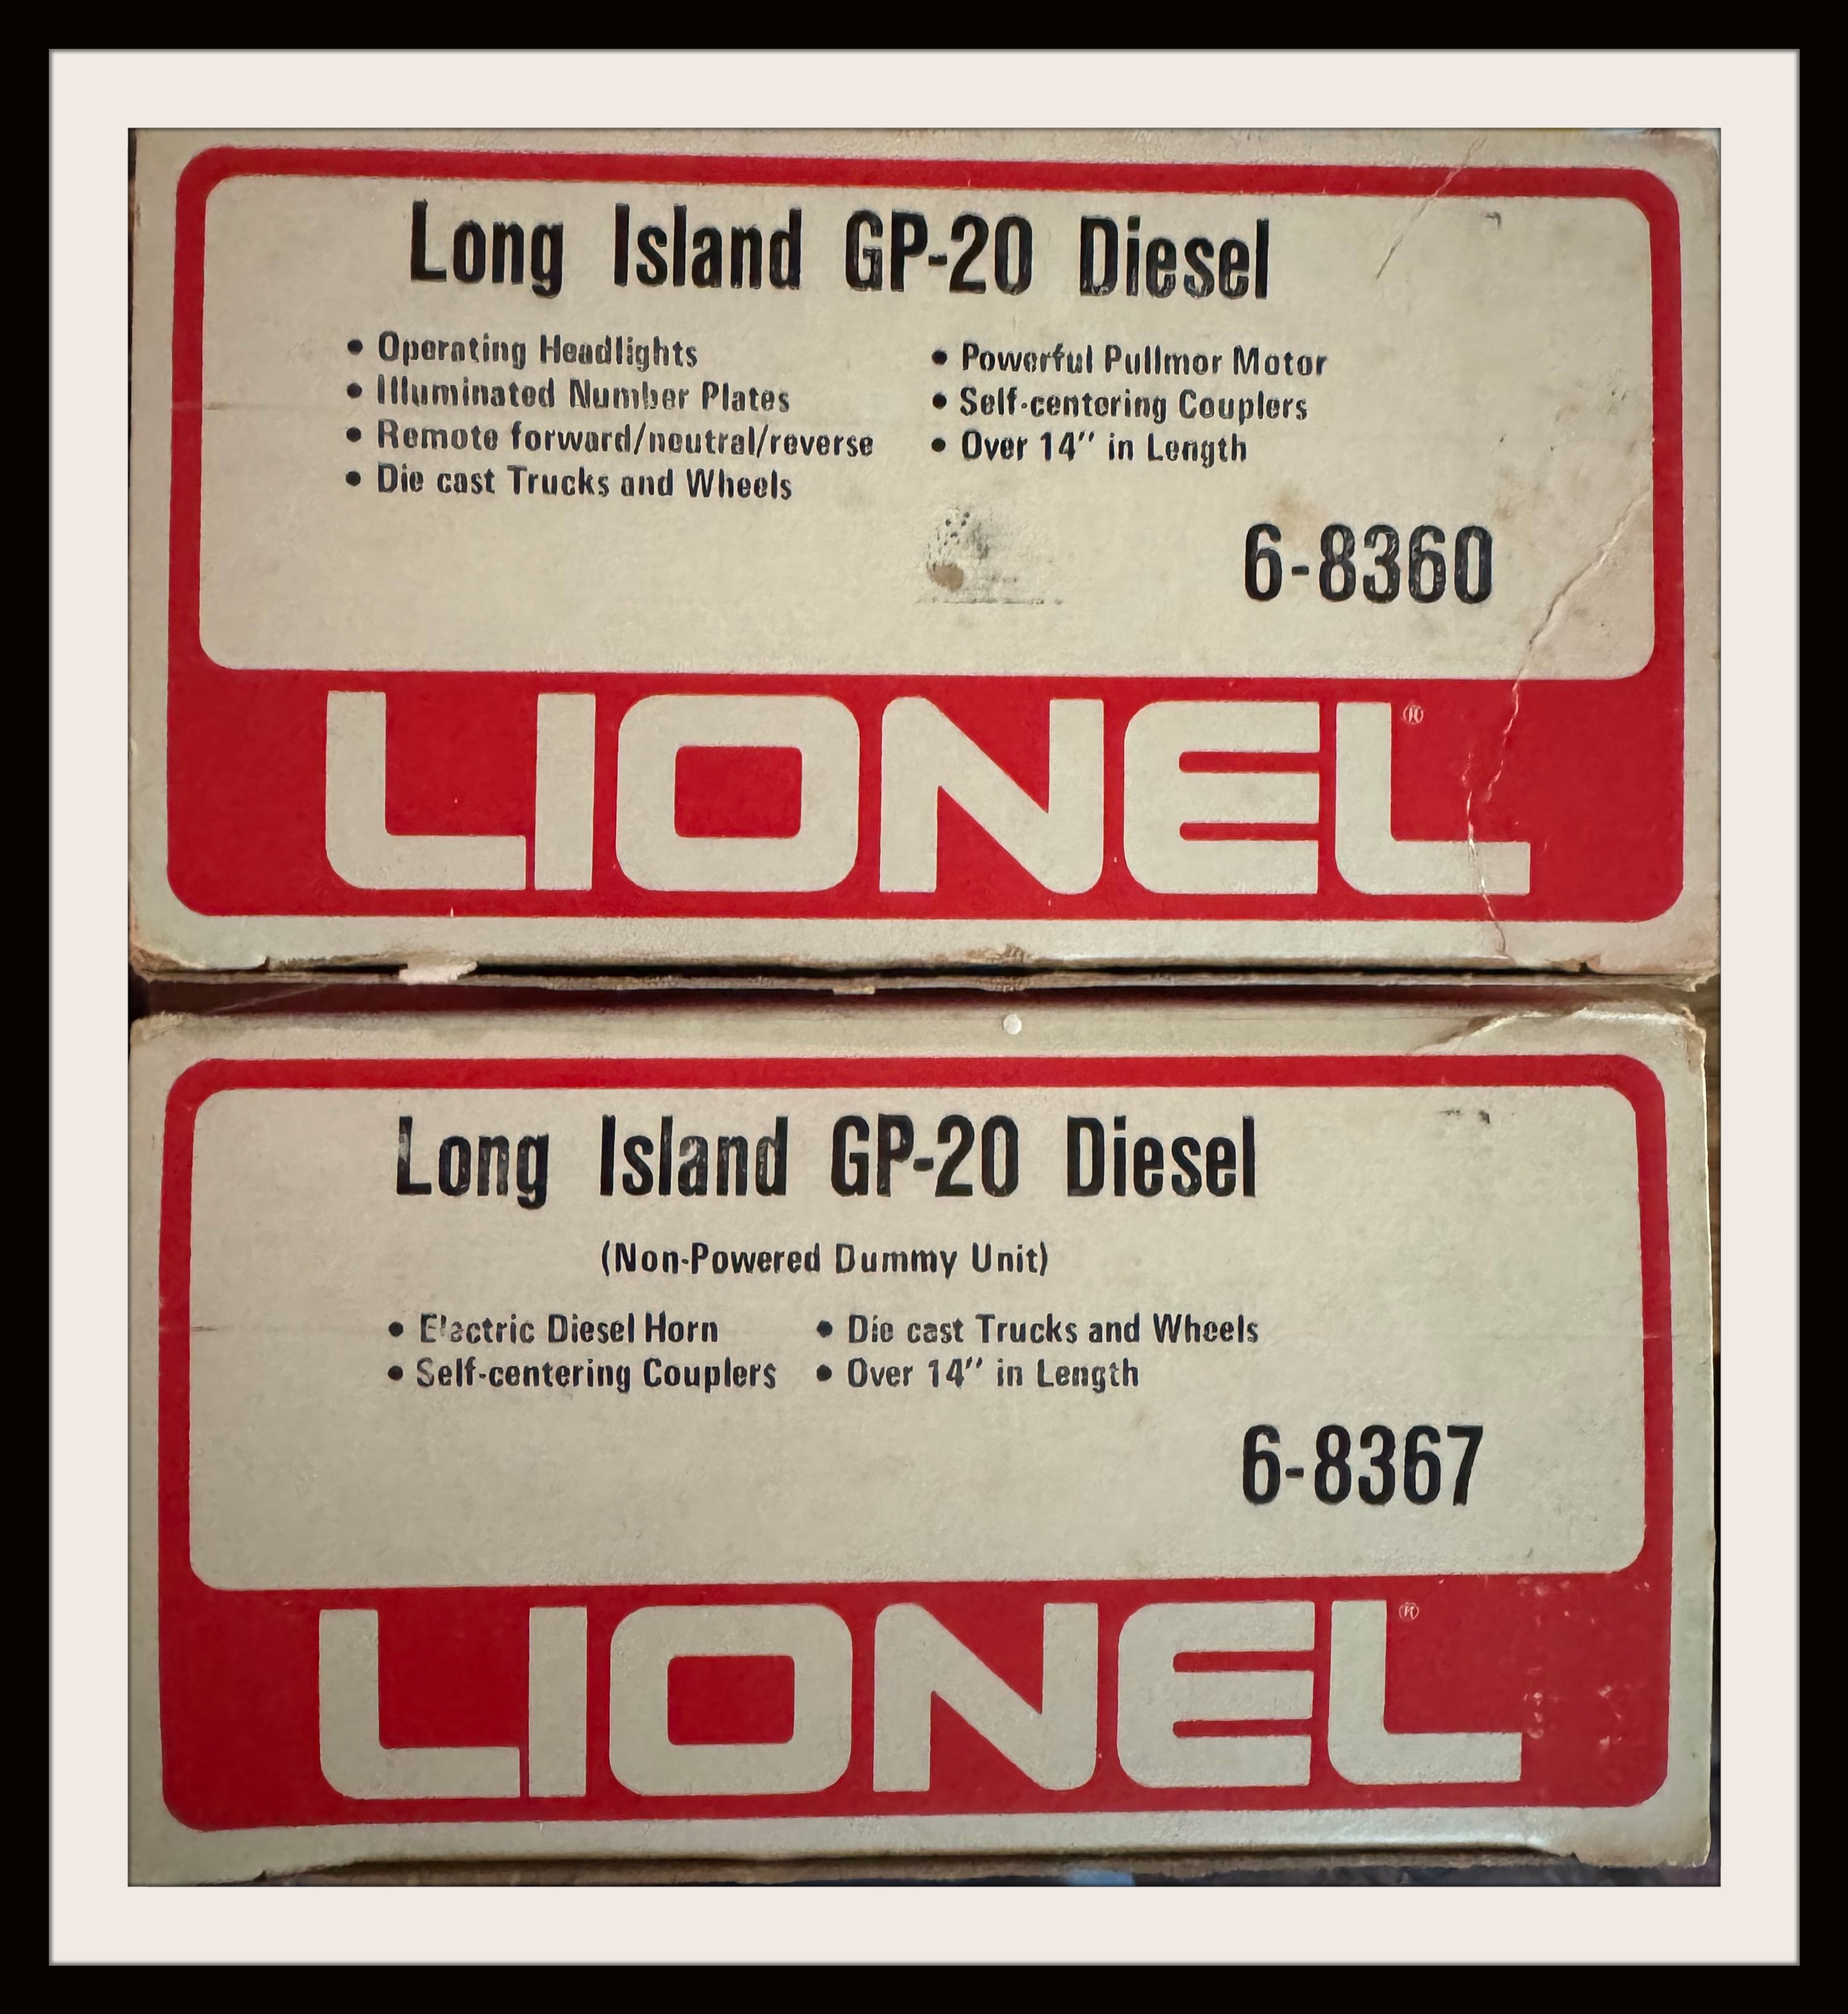 Long Island GP-20 Diesel
• Operating Headlights
• Illuminated Number Plates
• Remote forward/neutral/reverse
• Die cast Trucks and Wheels
• Powerful Pullmor Motor
• Self-centering Couplers
• Over 14" in Length
6-8360
LIONEL®
Long Island GP-20 Diesel
(Non-Powered Dummy Unit)
• Electric Diesel Horn
• Self-centering Couplers
• Die cast Trucks and Wheels
• Over 14" in Length
6-8367
LIONEL®